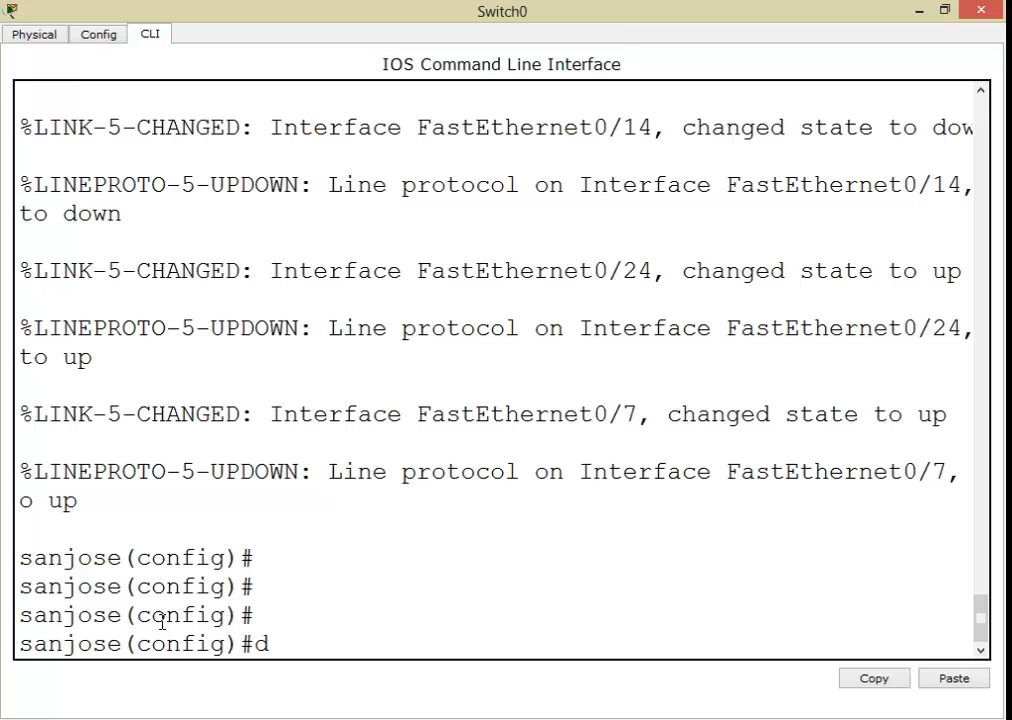 Switch0
Physical Config CLI
IOS Command Line Interface
%LINK-5-CHANGED: Interface FastEthernet0/14, changed state to dow
%LINEPROTO-5-UPDOWN: Line protocol on Interface FastEthernet0/14,
to down
%LINK-5-CHANGED: Interface FastEthernet0/24, changed state to up
%LINEPROTO-5-UPDOWN: Line protocol on Interface FastEthernet0/24,
to up
%LINK-5-CHANGED: Interface FastEthernet0/7, changed state to up
%LINEPROTO-5-UPDOWN: Line protocol on Interface FastEthernet0/7,
o up
sanjose(config)#
sanjose(config)#
sanjose(config)#
sanjose(config)#d
Copy Paste